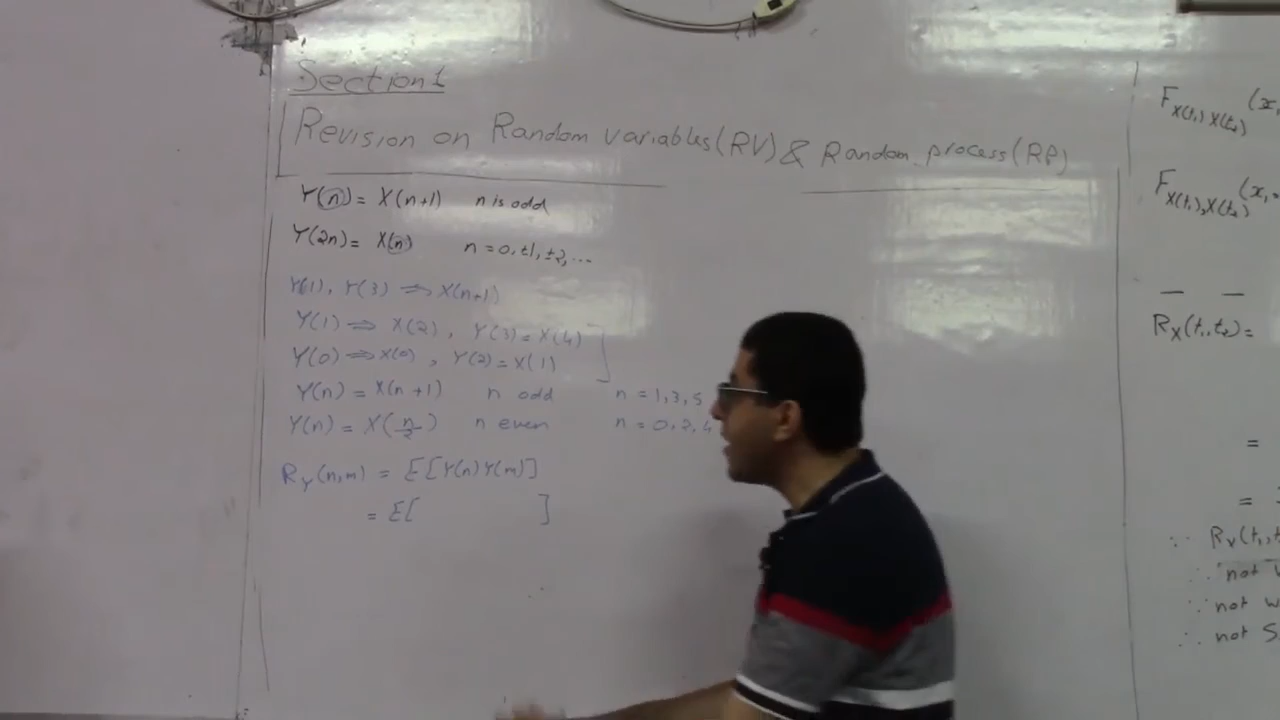 Section 1
Revision on Random variables(RV) & Random process(RP)
Y(n) = X(n+1) n is odd
Y(2n) = X(n) n = 0, ±1, ±2, ...
Y(1), Y(3) ⇒ X(n+1)
Y(1) ⇒ X(2), Y(3) = X(4)
Y(0) ⇒ X(0), Y(2) = X(1)
Y(n) = X(n+1) n odd n = 1, 3, 5
Y(n) = X(n/2) n even n = 0, 2, 4
R_Y(n,m) = E[Y(n)Y(m)]
= E[ ]
F_X(t₁)X(t₂) (x,
F_X(t₁),X(t₂) (x,
R_X(t₁,t₂) =
=
=
∵ R_X(t₁,t
∴ not
∵ not w
∴ not S